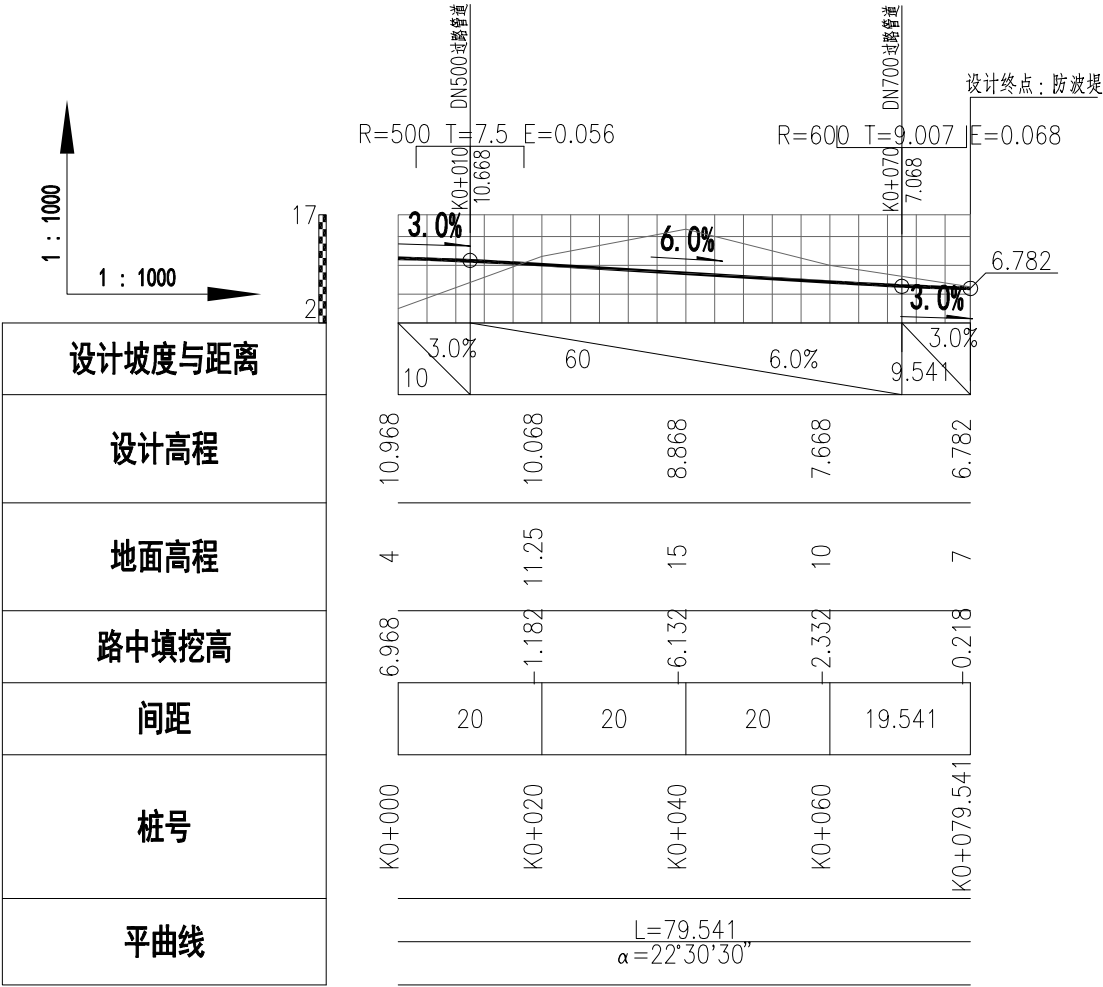 DN500过路管道
DN700过路管道
设计终点：防波堤
R=500 T=7.5 E=0.056
R=600 T=9.007 E=0.068
K0+010
10.668
K0+070
7.068
1 : 1000
1 : 1000
17
2
3.0%
6.0%
3.0%
6.782
设计坡度与距离
3.0%
10
60
6.0%
3.0%
9.541
设计高程
10.968
10.068
8.868
7.668
6.782
地面高程
4
11.25
15
10
7
路中填挖高
6.968
-1.182
-6.132
-2.332
-0.218
间距
20
20
20
19.541
桩号
K0+000
K0+020
K0+040
K0+060
K0+079.541
平曲线
L=79.541
α=22°30'30"